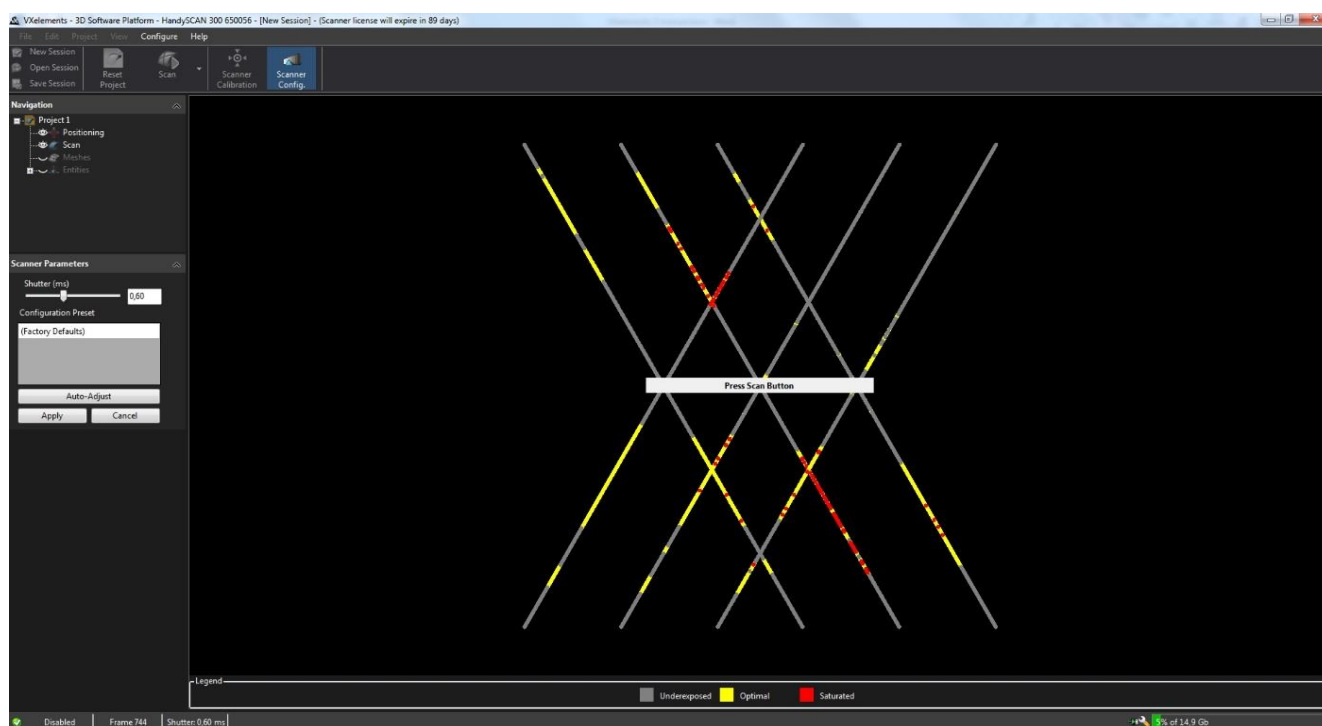 VXelements - 3D Software Platform - HandySCAN 300 650056 - [New Session] - (Scanner license will expire in 89 days)
File Edit Project View Configure Help
New Session
Open Session
Save Session
Reset Project
Scan
Scanner Calibration
Scanner Config.
Navigation
Project 1
Positioning
Scan
Meshes
Entities
Scanner Parameters
Shutter (ms)
0,60
Configuration Preset
(Factory Defaults)
Auto-Adjust
Apply Cancel
Press Scan Button
Legend
Underexposed Optimal Saturated
Disabled Frame 744 Shutter: 0,60 ms 5% of 14,9 Gb